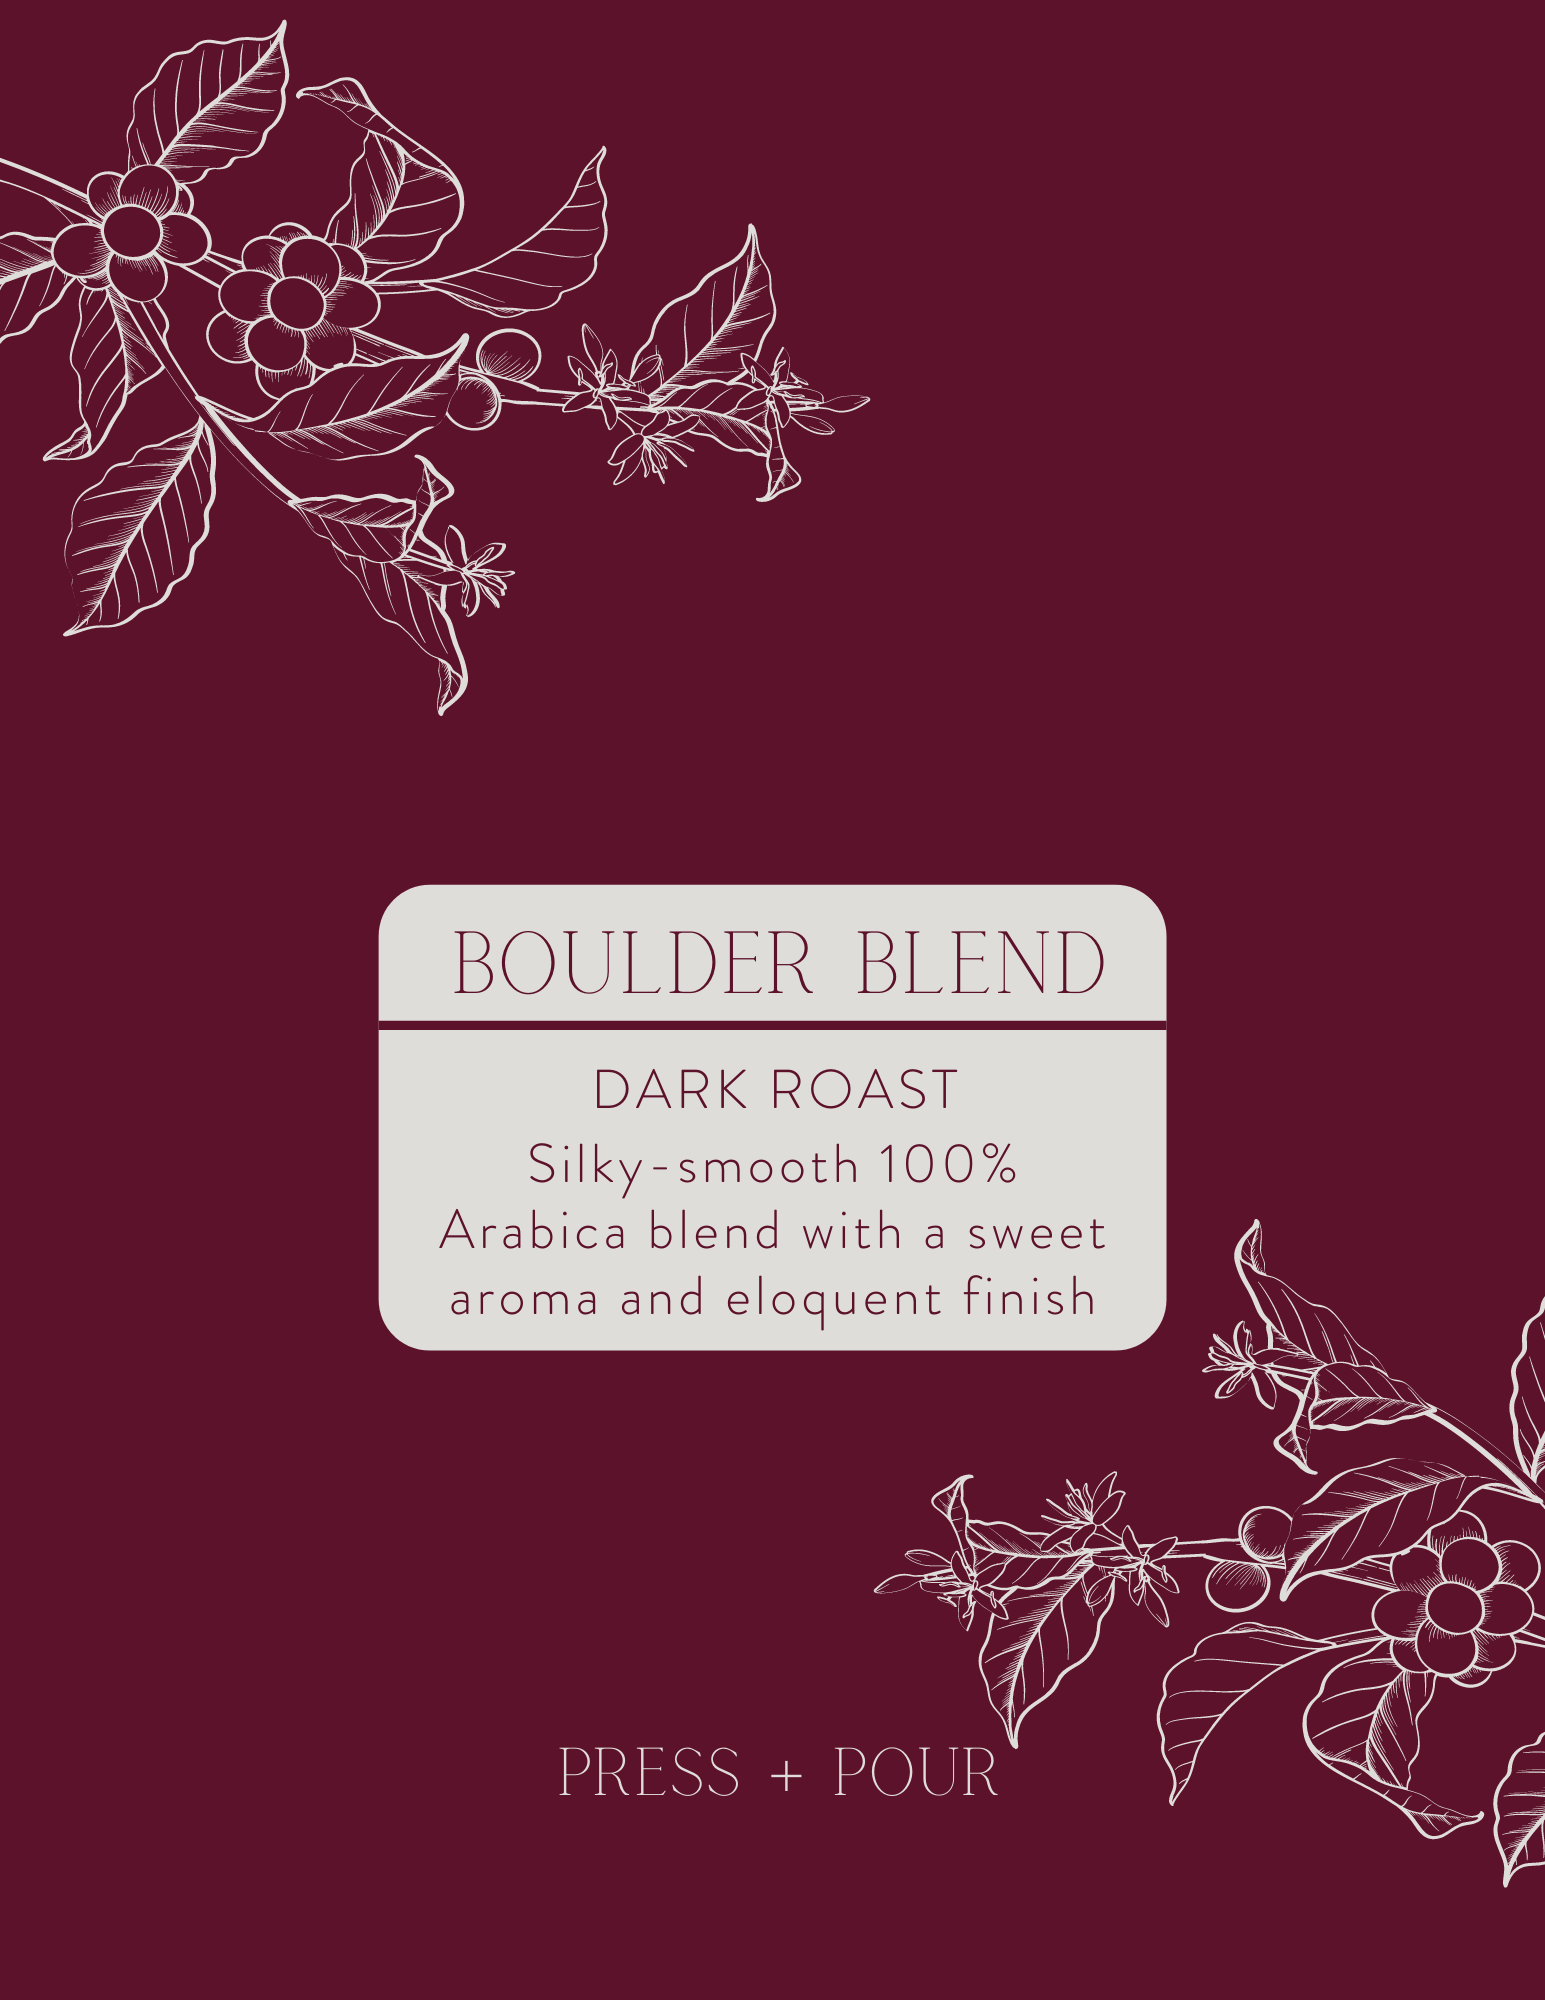 BOULDER BLEND
DARK ROAST
Silky-smooth 100%
Arabica blend with a sweet
aroma and eloquent finish
PRESS + POUR